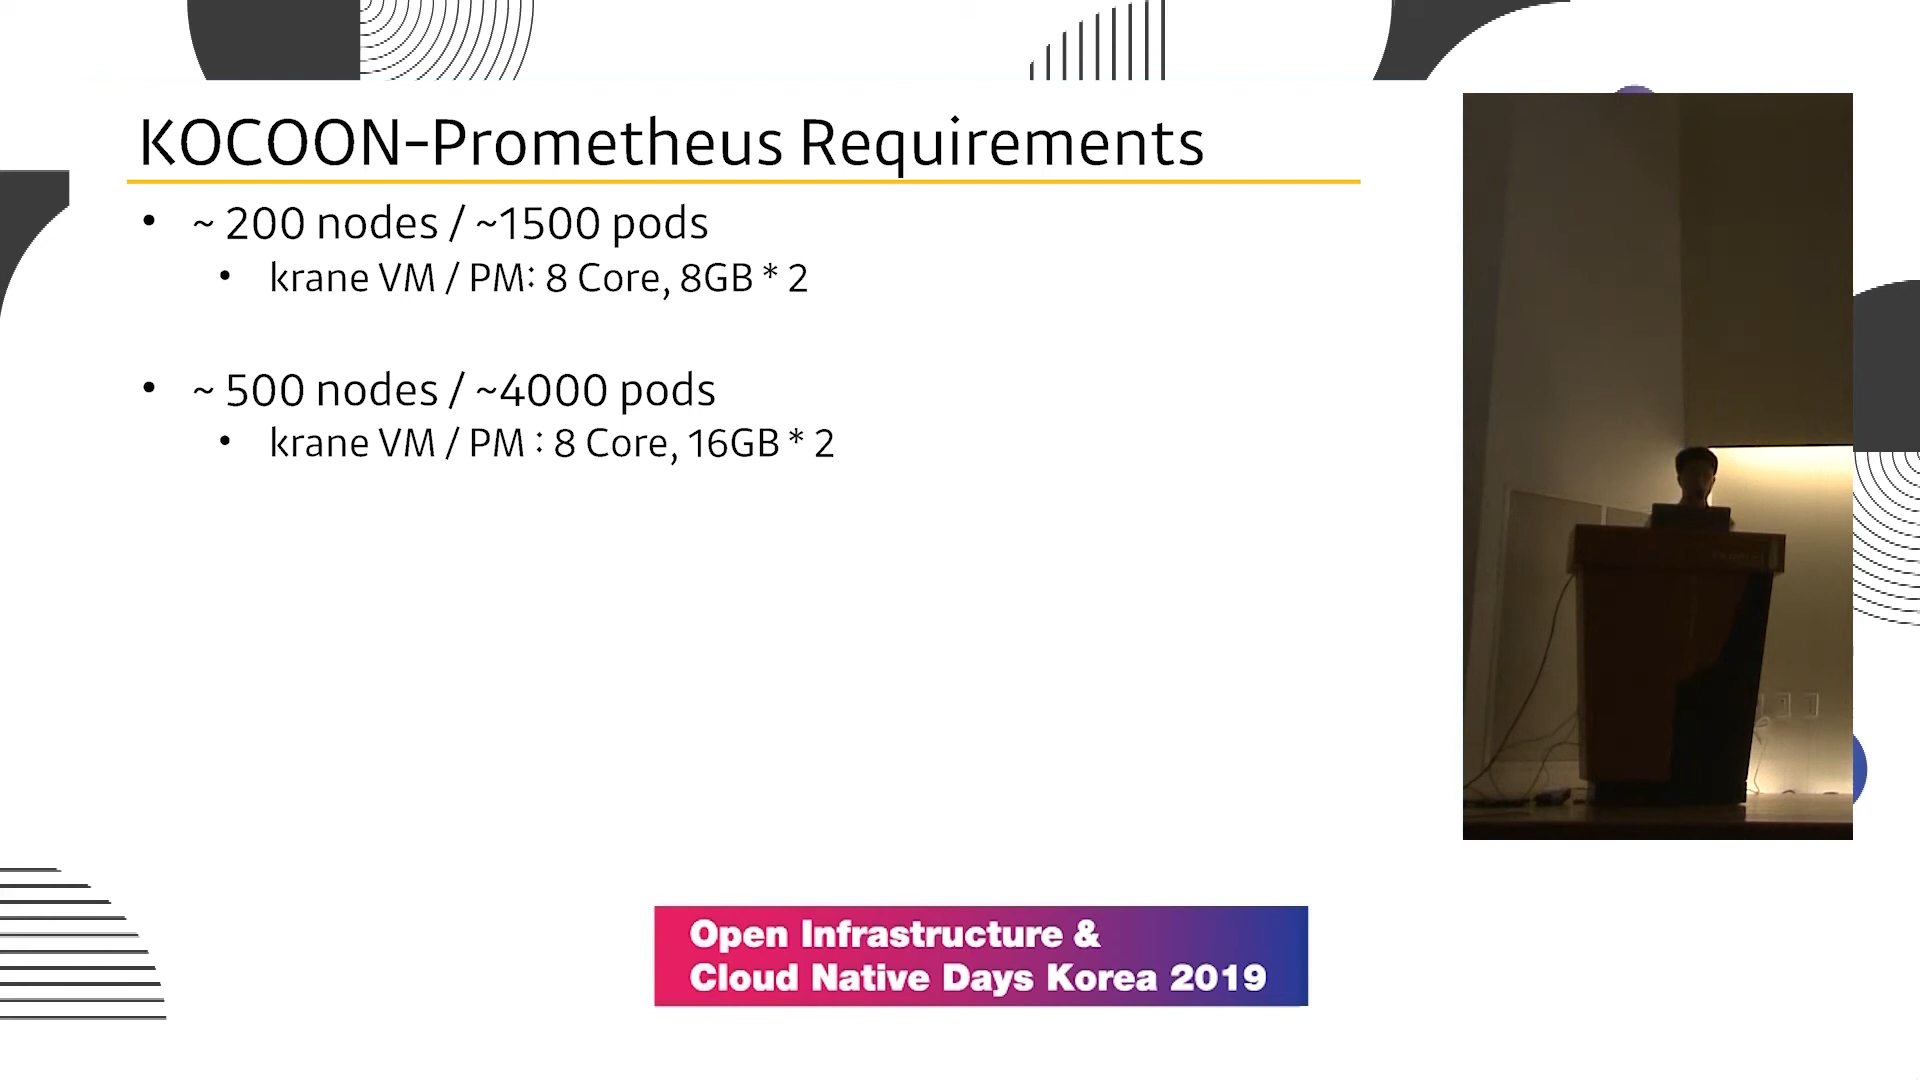 KOCOON-Prometheus Requirements
• ~ 200 nodes / ~1500 pods
• krane VM / PM: 8 Core, 8GB * 2
• ~ 500 nodes / ~4000 pods
• krane VM / PM : 8 Core, 16GB * 2
Open Infrastructure &
Cloud Native Days Korea 2019